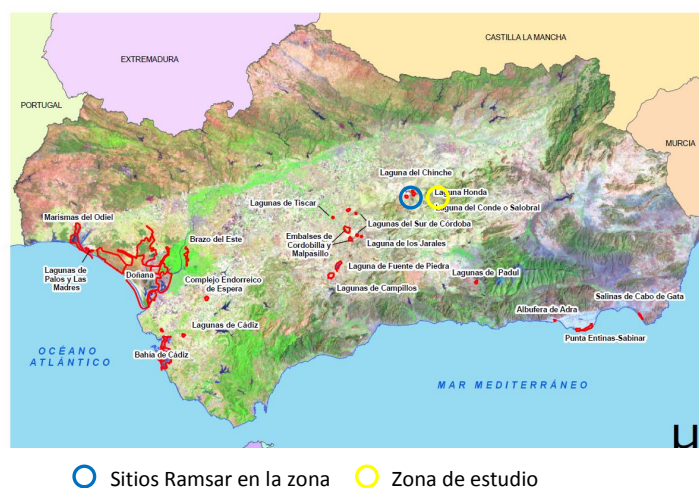 CASTILLA LA MANCHA
EXTREMADURA
PORTUGAL
MURCIA
Laguna del Chinche
Laguna Honda
Laguna del Conde o Salobral
Lagunas de Tiscar
Lagunas del Sur de Córdoba
Marismas del Odiel
Embalses de
Cordobilla y
Malpasillo
Laguna de los Jarales
Brazo del Este
Lagunas de
Palos y Las
Madres
Doñana
Laguna de Fuente de Piedra
Lagunas de Padul
Complejo Endorreico
de Espera
Lagunas de Campillos
Salinas de Cabo de Gata
Albufera de Adra
Lagunas de Cádiz
Punta Entinas-Sabinar
OCÉANO
ATLÁNTICO
Bahía de Cádiz
MAR MEDITERRÁNEO
µ
Sitios Ramsar en la zona
Zona de estudio